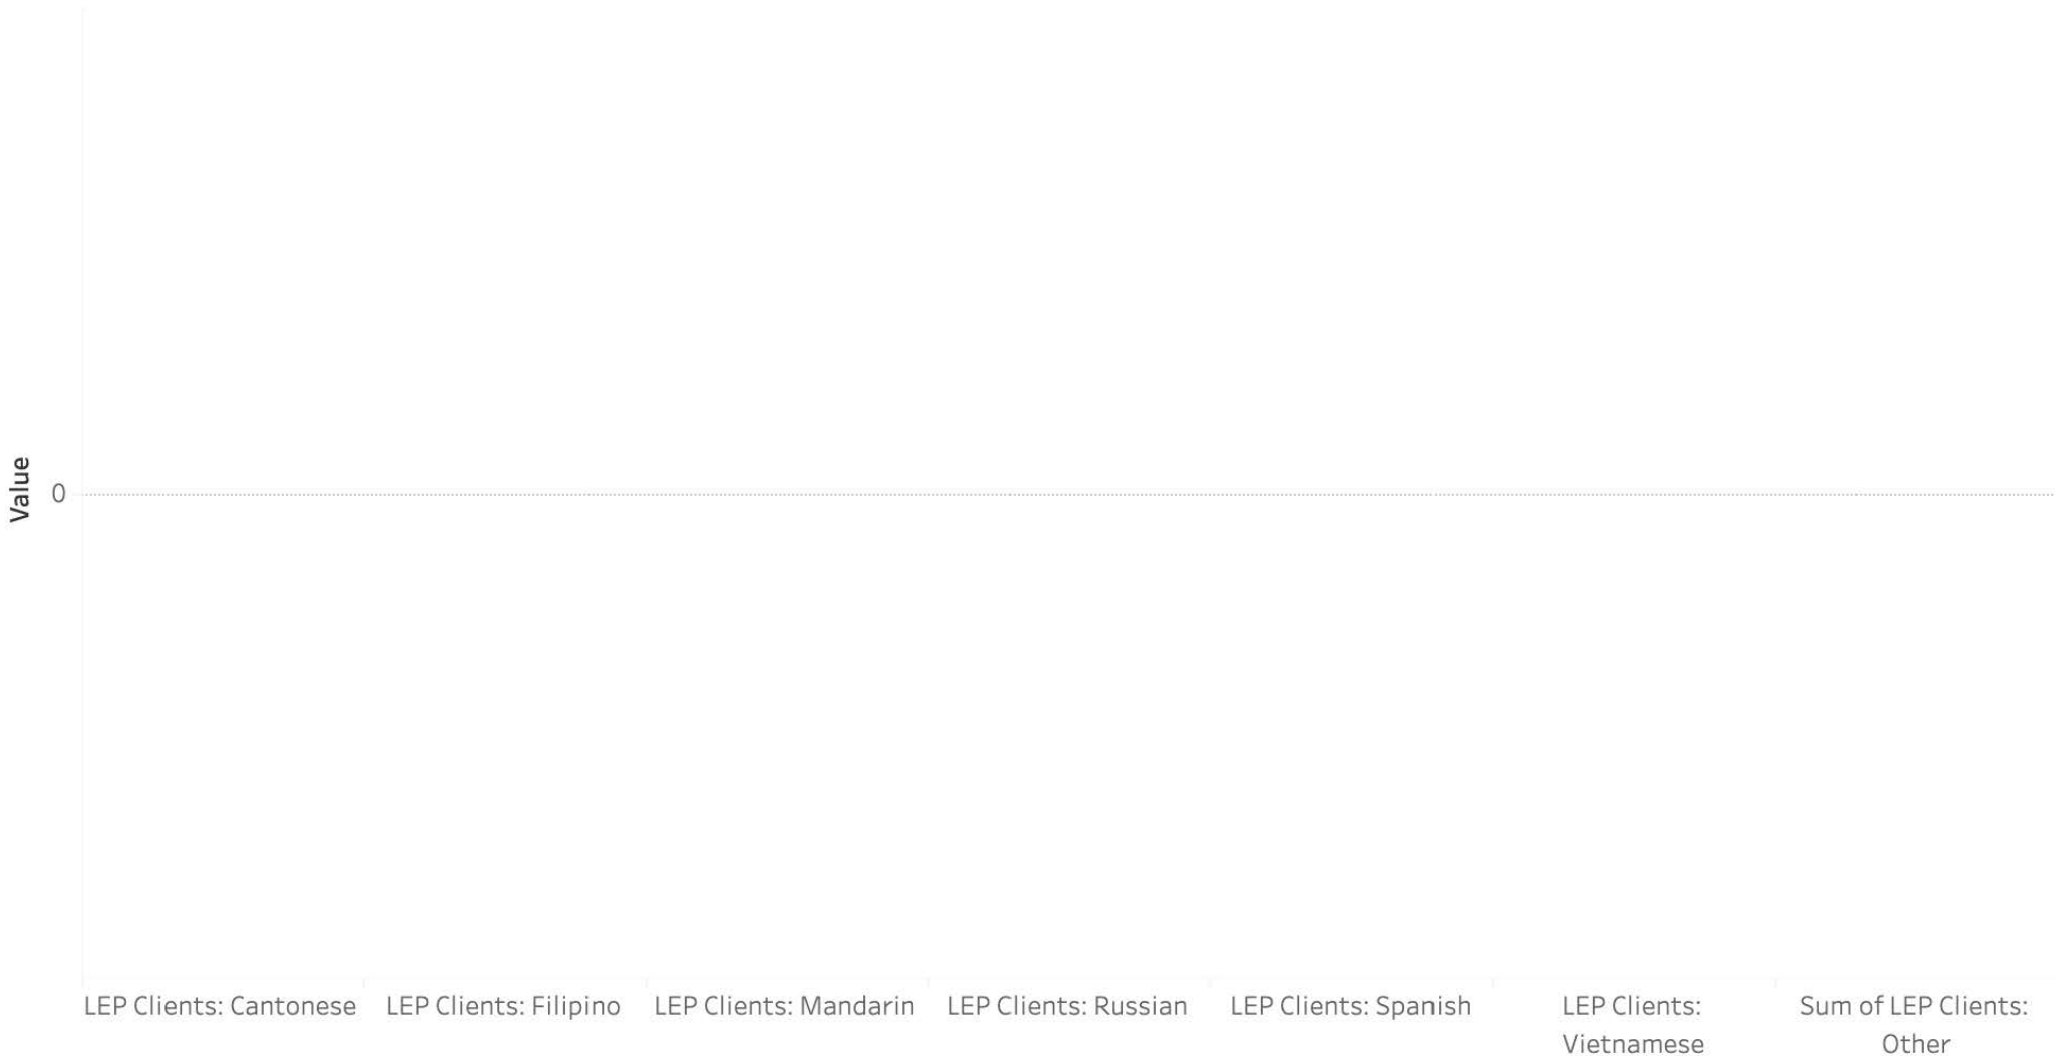 Value
0
LEP Clients: Cantonese
LEP Clients: Filipino
LEP Clients: Mandarin
LEP Clients: Russian
LEP Clients: Spanish
LEP Clients:
Vietnamese
Sum of LEP Clients:
Other